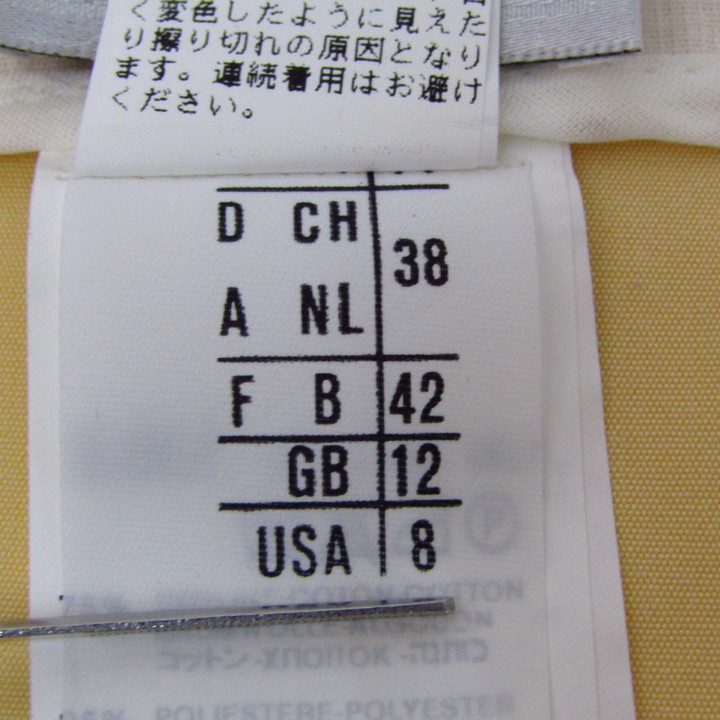 く変色したように見えた
り擦り切れの原因となり
ます。連続着用はお避け
ください。
D CH
38
A NL
F B 42
GB 12
USA 8
COTON-COTTON
コットン-ХЛОПОК-
POLIESTERE-POLYESTER